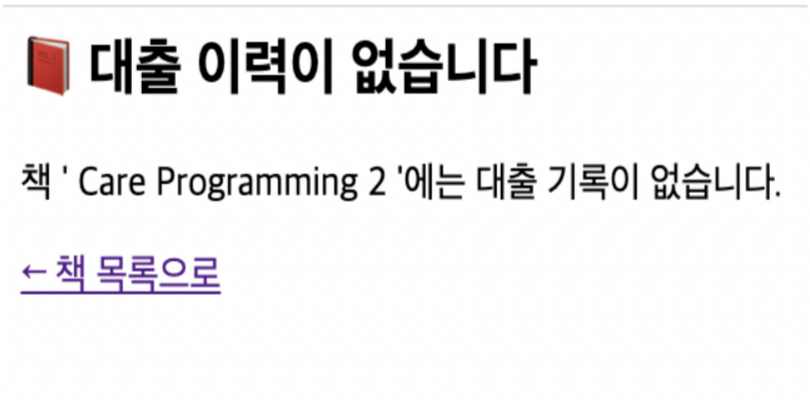 대출 이력이 없습니다
책 ' Care Programming 2 '에는 대출 기록이 없습니다.
← 책 목록으로